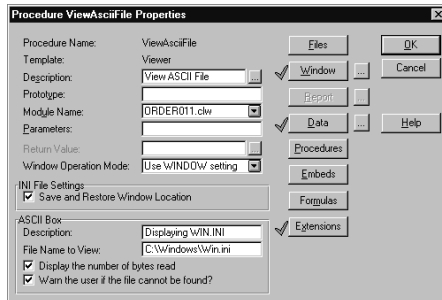 Procedure ViewAsciiFile Properties
Procedure Name: ViewAsciiFile
Template: Viewer
Description: View ASCII File ...
Prototype:
Module Name: ORDER011.clw
Parameters:
Return Value: ...
Window Operation Mode: Use WINDOW setting
INI File Settings
Save and Restore Window Location
ASCII Box
Description: Displaying WIN.INI
File Name to View: C:\Windows\Win.ini
Display the number of bytes read
Warn the user if the file cannot be found?
Files
Window ...
Report ...
Data ...
Procedures
Embeds
Formulas
Extensions
OK
Cancel
Help